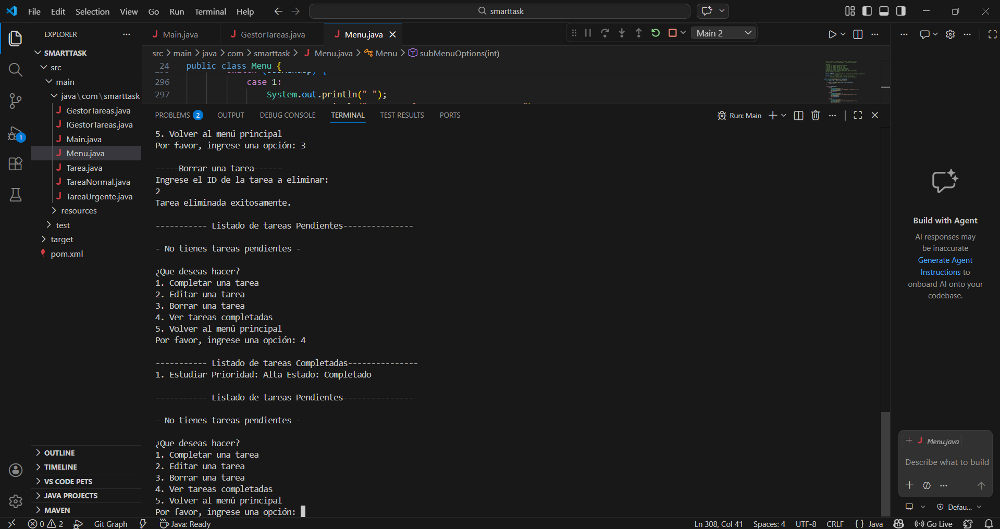 File Edit Selection View Go Run Terminal Help
smarttask
EXPLORER
SMARTTASK
src
main
java\com\smarttask
GestorTareas.java
IGestorTareas.java
Main.java
Menu.java
Tarea.java
TareaNormal.java
TareaUrgente.java
resources
test
target
pom.xml
OUTLINE
TIMELINE
VS CODE PETS
JAVA PROJECTS
MAVEN
1
Main.java GestorTareas.java Menu.java
Main 2
src > main > java > com > smarttask > Menu.java > Menu > subMenuOptions(int)
24 public class Menu {
296 case 1:
297 System.out.println(" ");
PROBLEMS 2 OUTPUT DEBUG CONSOLE TERMINAL TEST RESULTS PORTS
Run: Main
5. Volver al menú principal
Por favor, ingrese una opción: 3
-----Borrar una tarea------
Ingrese el ID de la tarea a eliminar:
2
Tarea eliminada exitosamente.
----------- Listado de tareas Pendientes---------------
- No tienes tareas pendientes -
¿Que deseas hacer?
1. Completar una tarea
2. Editar una tarea
3. Borrar una tarea
4. Ver tareas completadas
5. Volver al menú principal
Por favor, ingrese una opción: 4
----------- Listado de tareas Completadas---------------
1. Estudiar Prioridad: Alta Estado: Completado
----------- Listado de tareas Pendientes---------------
- No tienes tareas pendientes -
¿Que deseas hacer?
1. Completar una tarea
2. Editar una tarea
3. Borrar una tarea
4. Ver tareas completadas
5. Volver al menú principal
Por favor, ingrese una opción:
Build with Agent
AI responses may
be inaccurate
Generate Agent
Instructions to
onboard AI onto your
codebase.
Menu.java
Describe what to build
Defau...
0 2 Git Graph Java: Ready
Ln 308, Col 41 Spaces: 4 UTF-8 CRLF { } Java Go Live